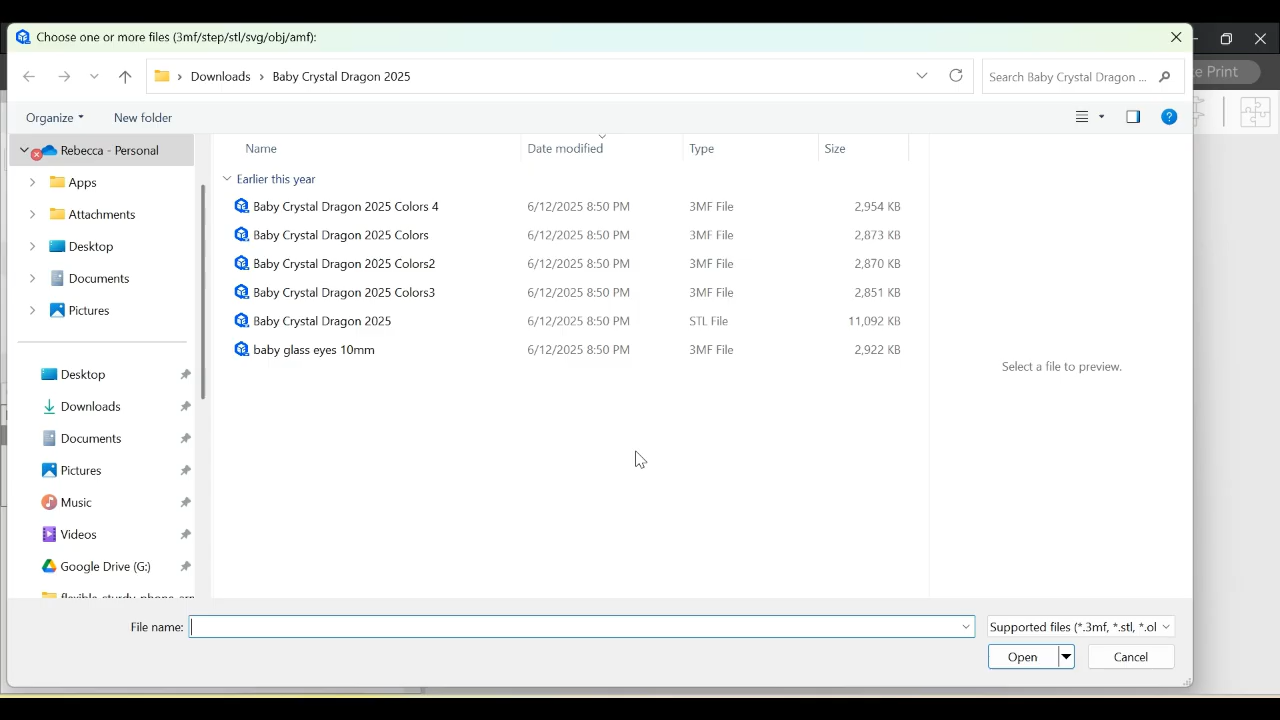 Choose one or more files (3mf/step/stl/svg/obj/amf):
Downloads > Baby Crystal Dragon 2025
Search Baby Crystal Dragon ...
Print
Organize
New folder
Rebecca - Personal
Apps
Attachments
Desktop
Documents
Pictures
Desktop
Downloads
Documents
Pictures
Music
Videos
Google Drive (G:)
Name Date modified Type Size
Earlier this year
Baby Crystal Dragon 2025 Colors 4 6/12/2025 8:50 PM 3MF File 2,954 KB
Baby Crystal Dragon 2025 Colors 6/12/2025 8:50 PM 3MF File 2,873 KB
Baby Crystal Dragon 2025 Colors2 6/12/2025 8:50 PM 3MF File 2,870 KB
Baby Crystal Dragon 2025 Colors3 6/12/2025 8:50 PM 3MF File 2,851 KB
Baby Crystal Dragon 2025 6/12/2025 8:50 PM STL File 11,092 KB
baby glass eyes 10mm 6/12/2025 8:50 PM 3MF File 2,922 KB
Select a file to preview.
File name:
Supported files (*.3mf, *.stl, *.ol
Open
Cancel